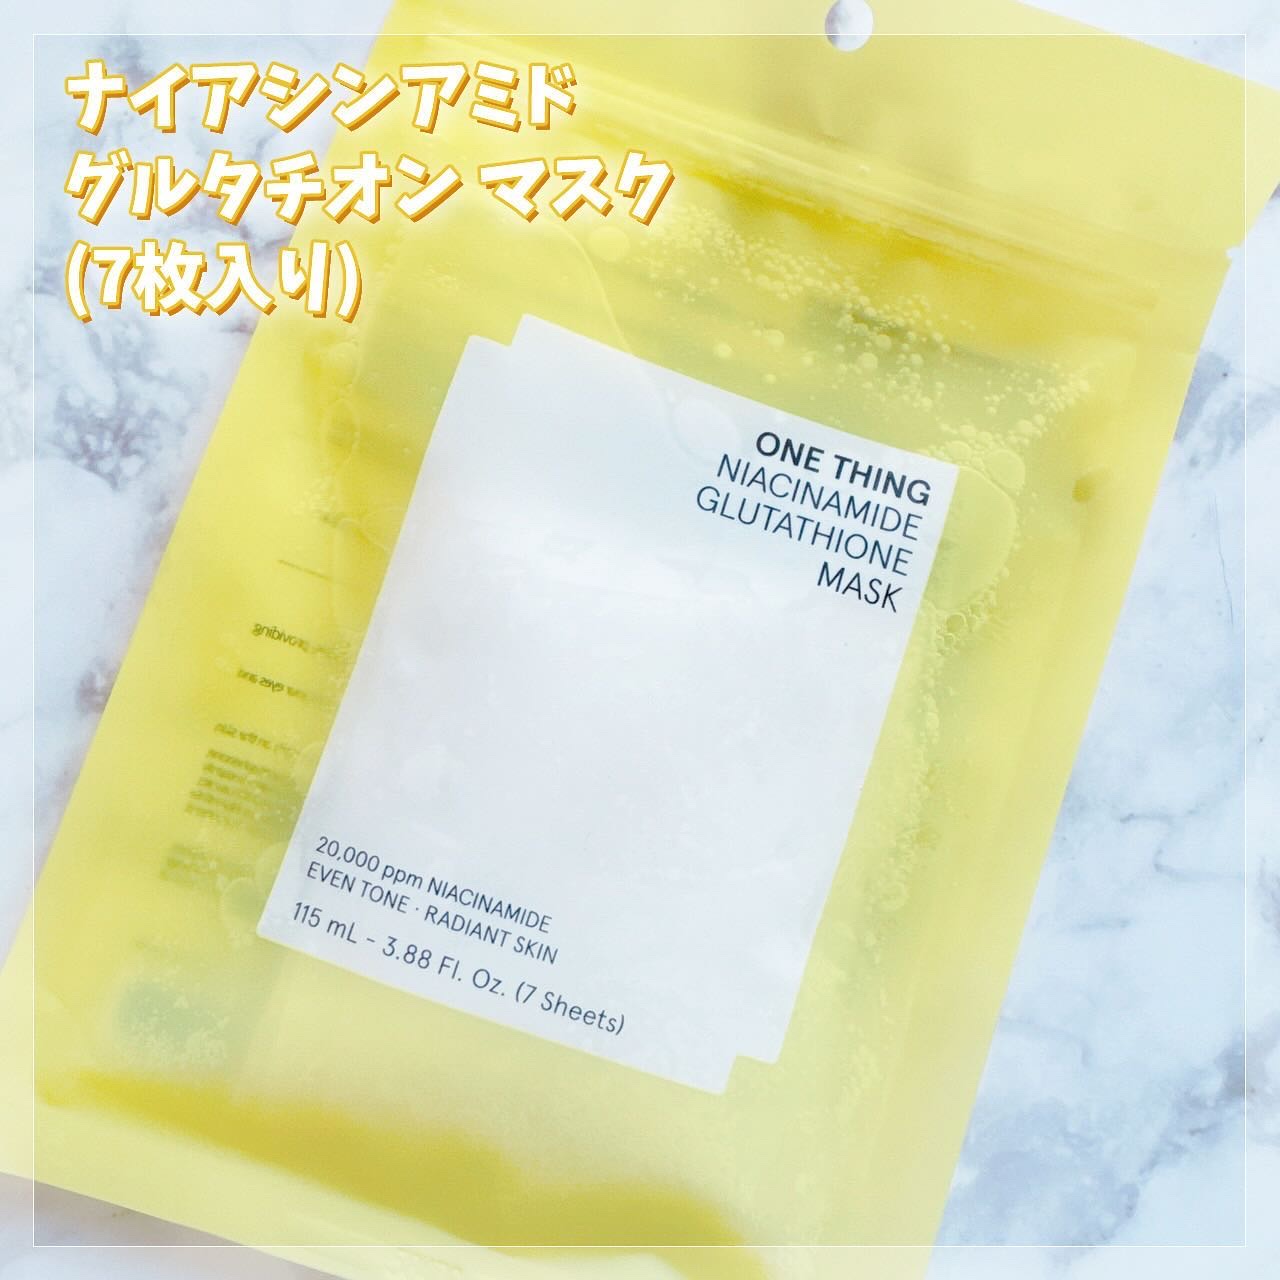 ナイアシンアミド
グルタチオン マスク
(7枚入り)
ONE THING
NIACINAMIDE
GLUTATHIONE
MASK
20,000 ppm NIACINAMIDE
EVEN TONE · RADIANT SKIN
115 mL - 3.88 Fl. Oz. (7 Sheets)